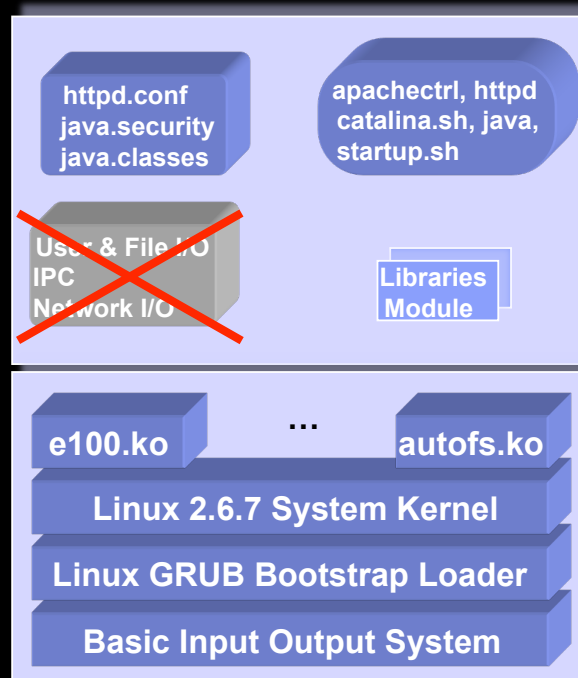 httpd.conf
java.security
java.classes
apachectrl, httpd
catalina.sh, java,
startup.sh
User & File I/O
IPC
Network I/O
Libraries
Module
e100.ko
...
autofs.ko
Linux 2.6.7 System Kernel
Linux GRUB Bootstrap Loader
Basic Input Output System